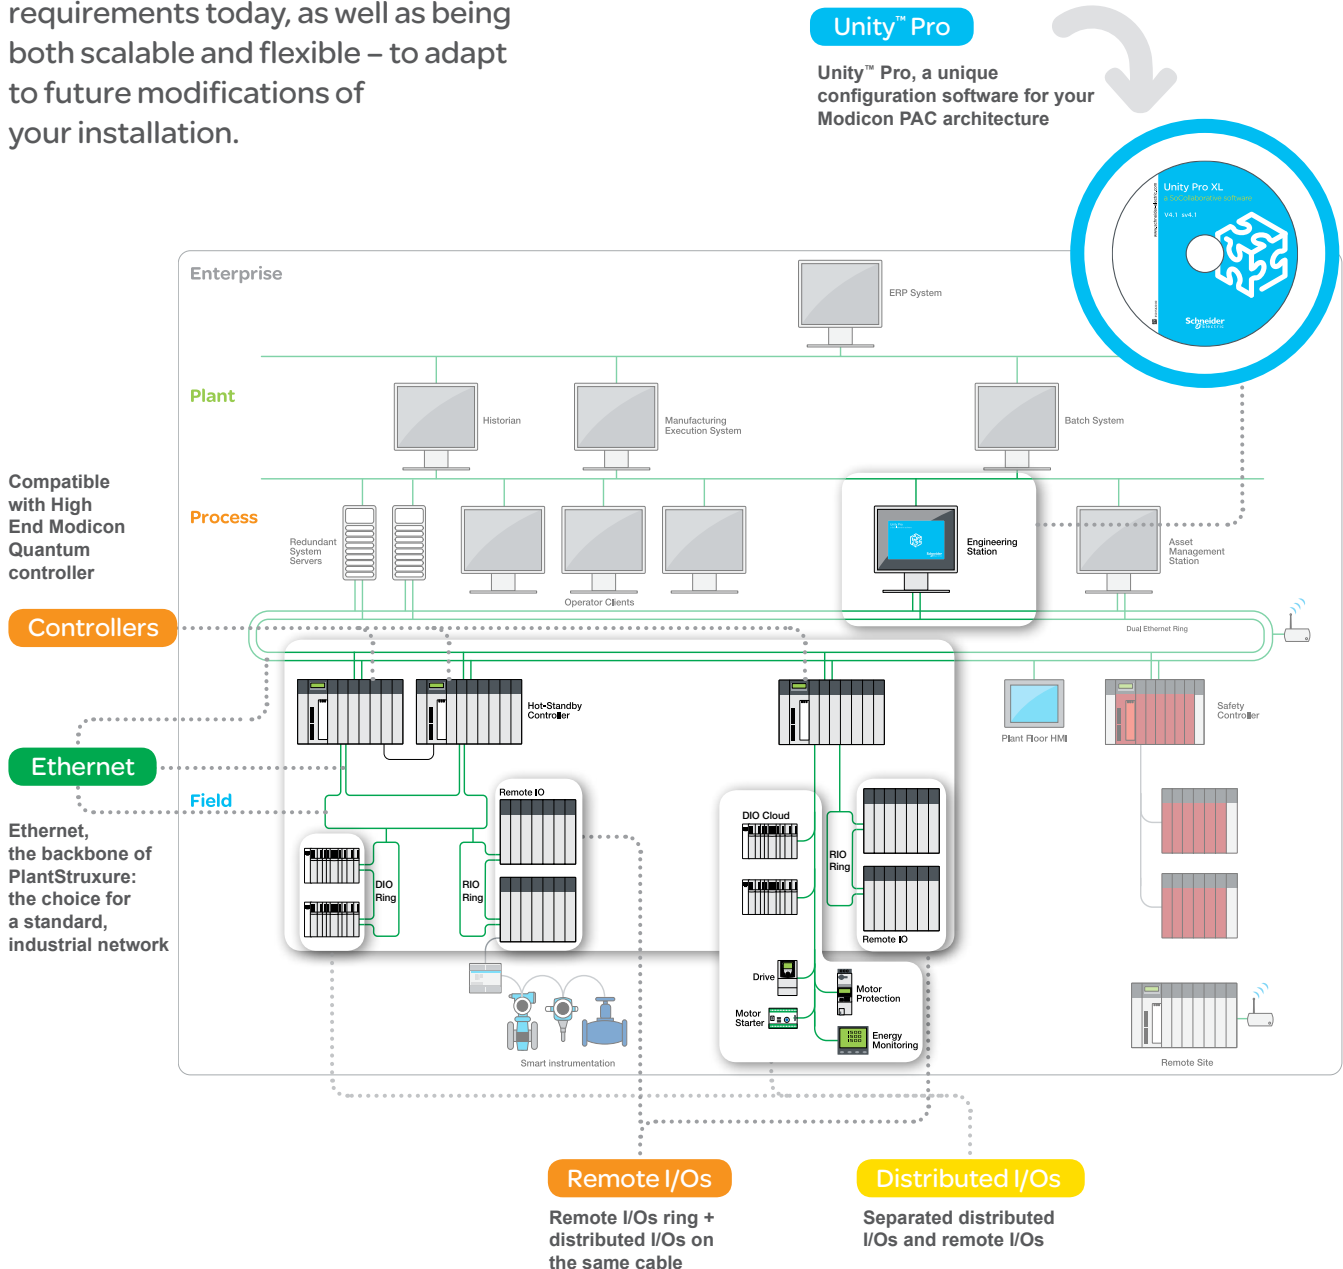 requirements today, as well as being
both scalable and flexible – to adapt
to future modifications of
your installation.
Unity™ Pro
Unity™ Pro, a unique
configuration software for your
Modicon PAC architecture
Unity Pro XL
a SoCollaborative software
V4.1 sv4.1
Schneider
Electric
Enterprise
ERP System
Plant
Historian
Manufacturing
Execution System
Batch System
Compatible
with High
End Modicon
Quantum
controller
Process
Redundant
System
Servers
Operator Clients
Engineering
Station
Asset
Management
Station
Controllers
Dual Ethernet Ring
Hot-Standby
Controller
Plant Floor HMI
Safety
Controller
Ethernet
Field
Remote IO
DIO Cloud
Ethernet,
the backbone of
PlantStruxure:
the choice for
a standard,
industrial network
DIO
Ring
RIO
Ring
RIO
Ring
Remote IO
Drive
Motor
Protection
Motor
Starter
Energy
Monitoring
Smart instrumentation
Remote Site
Remote I/Os
Remote I/Os ring +
distributed I/Os on
the same cable
Distributed I/Os
Separated distributed
I/Os and remote I/Os